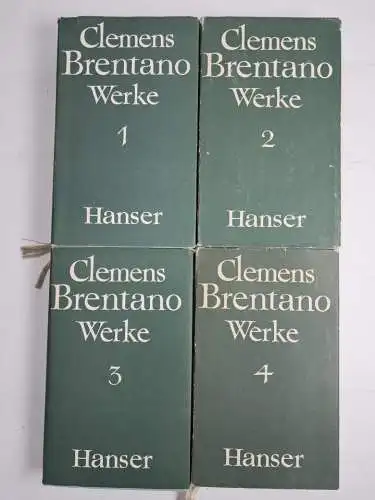 Clemens
Brentano
Werke
1
Hanser
Clemens
Brentano
Werke
2
Hanser
Clemens
Brentano
Werke
3
Hanser
Clemens
Brentano
Werke
4
Hanser